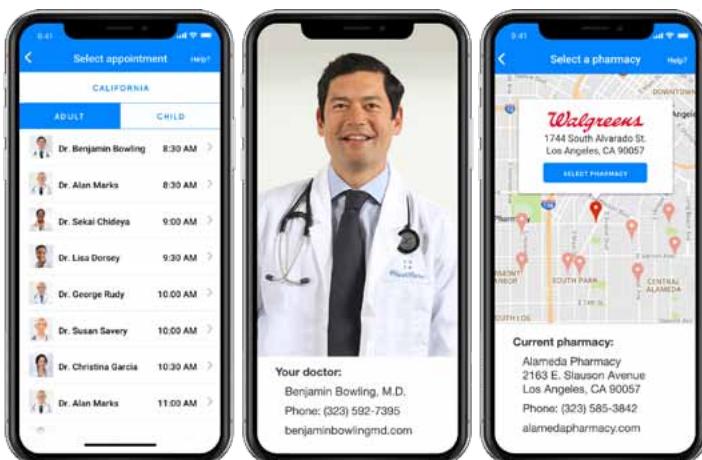 9:41
Select appointment
Help?
CALIFORNIA
ADULT
CHILD
Dr. Benjamin Bowling 8:30 AM
Dr. Alan Marks 8:30 AM
Dr. Sekai Chideya 9:00 AM
Dr. Lisa Dorsey 9:30 AM
Dr. George Rudy 10:00 AM
Dr. Susan Savery 10:00 AM
Dr. Christina Garcia 10:30 AM
Dr. Alan Marks 11:00 AM
Your doctor:
Benjamin Bowling, M.D.
Phone: (323) 592-7395
benjaminbowlingmd.com
9:41
Select a pharmacy
Help?
DOWNTOWN
Walgreens
1744 South Alvarado St.
Los Angeles, CA 90057
SELECT PHARMACY
SOUTH PARK
CENTRAL
ALAMEDA
Current pharmacy:
Alameda Pharmacy
2163 E. Slauson Avenue
Los Angeles, CA 90057
Phone: (323) 585-3842
alamedapharmacy.com